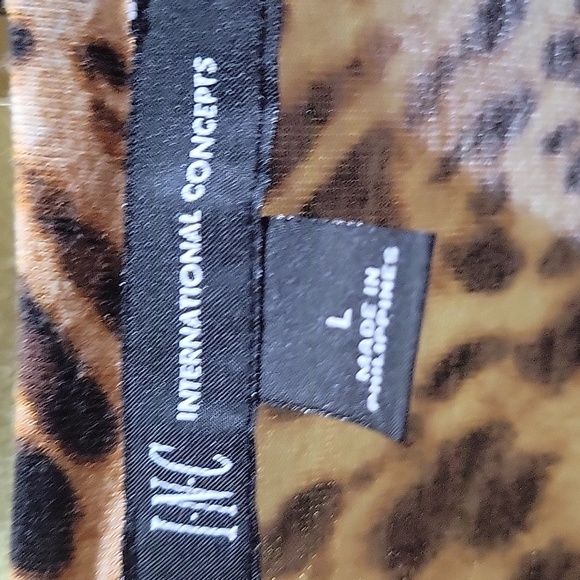 I·N·C INTERNATIONAL CONCEPTS
L
MADE IN
PHILIPPINES